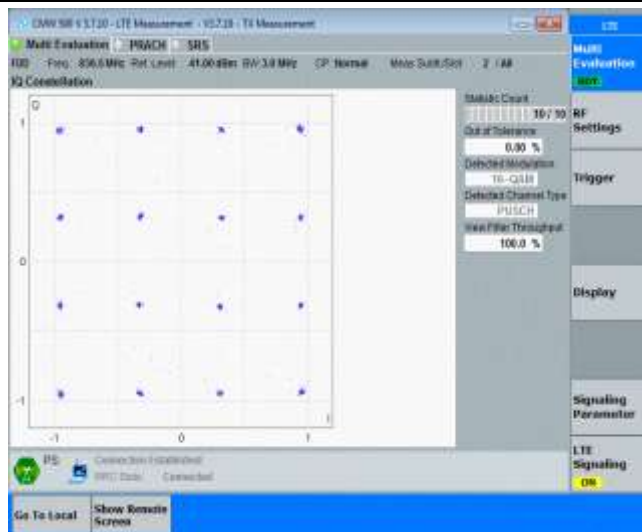 CMW 500 V 3.7.20 - LTE Measurement - V3.7.20 - TX Measurement
LTE
Multi Evaluation PRACH SRS
Multi Evaluation
RDY
FDD Freq.: 836.5 MHz Ref. Level: 41.00 dBm BW: 3.0 MHz CP: Normal Meas Subfr./Slot: 2 / All
IQ Constellation
Q
Statistic Count
10 / 10
RF Settings
Out of Tolerance
0.00 %
Detected Modulation
16-QAM
Trigger
Detected Channel Type
PUSCH
View Filter Throughput
100.0 %
1
0
-1
Display
I
-1 0 1
Signaling Parameter
PS:
Connection Established
RRC State: Connected
LTE Signaling
ON
Go To Local
Show Remote Screen